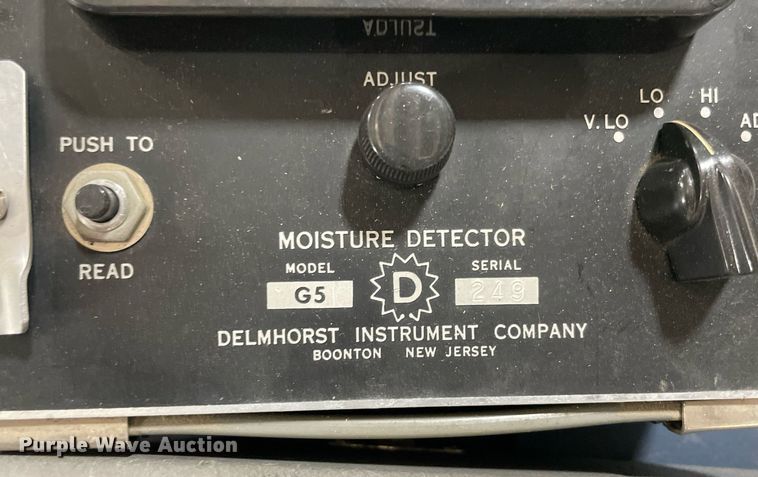 ADJUST
ADJUST
LO HI
V. LO AD
PUSH TO
READ
MOISTURE DETECTOR
MODEL SERIAL
G5 D 249
DELMHORST INSTRUMENT COMPANY
BOONTON NEW JERSEY
Purple Wave Auction